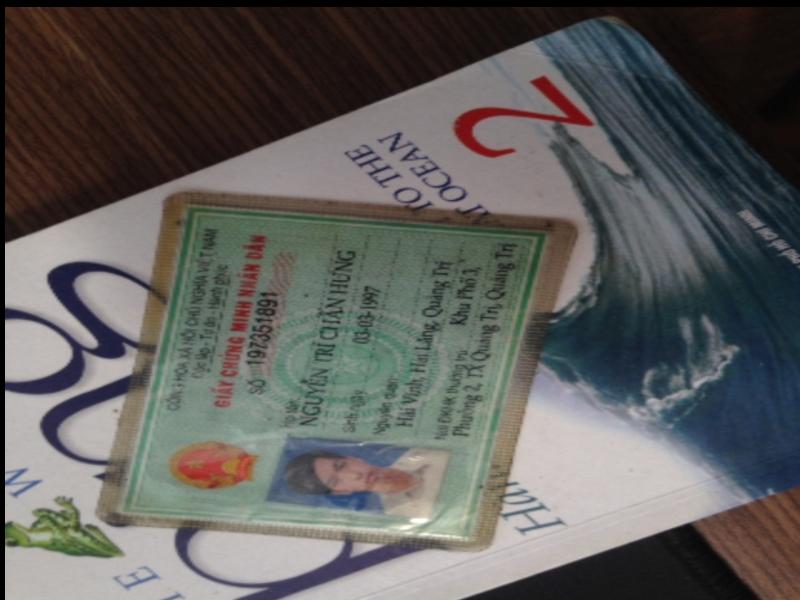 CỘNG HÒA XÃ HỘI CHỦ NGHĨA VIỆT NAM
Độc lập - Tự do - Hạnh phúc
GIẤY CHỨNG MINH NHÂN DÂN
SỐ 197351891
Họ tên
NGUYỄN TRÍ CHẤN HƯNG
Sinh ngày 03-03-1997
Nguyên quán
Hải Vĩnh, Hải Lăng, Quảng Trị
Nơi ĐKHK thường trú Khu Phố 3,
Phường 2, TX Quảng Trị, Quảng Trị
2
TO THE
OCEAN
W